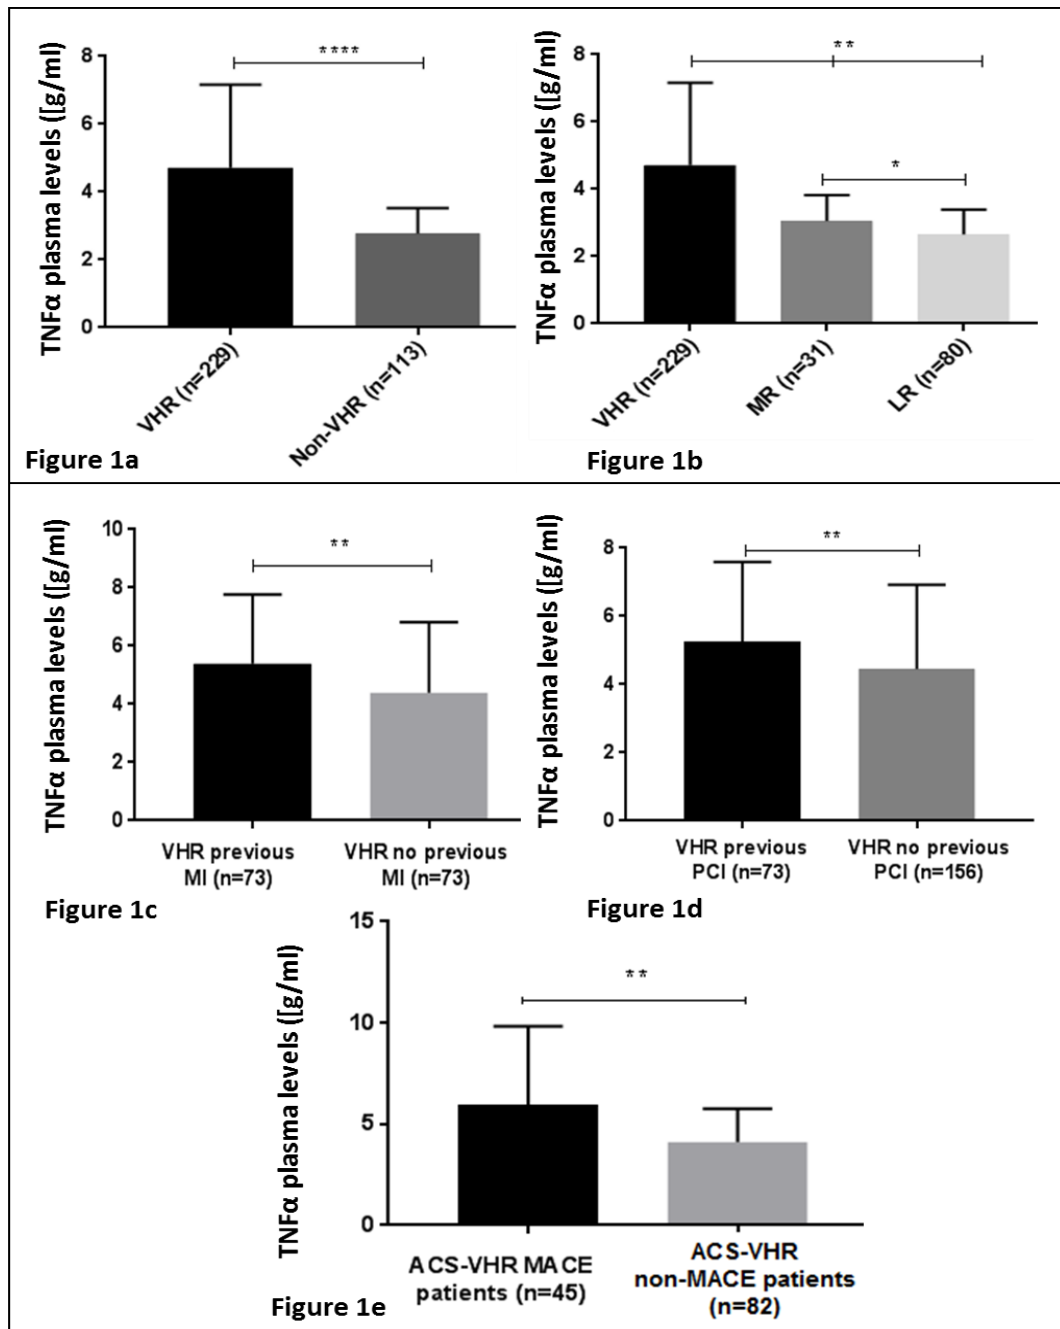 TNFα plasma levels ([g/ml)
8
6
4
2
0
****
VHR (n=229)
Non-VHR (n=113)
Figure 1a
TNFα plasma levels ([g/ml)
8
6
4
2
0
**
*
VHR (n=229)
MR (n=31)
LR (n=80)
Figure 1b
TNFα plasma levels ([g/ml)
10
8
6
4
2
0
**
VHR previous
MI (n=73)
VHR no previous
MI (n=73)
Figure 1c
TNFα plasma levels ([g/ml)
8
6
4
2
0
**
VHR previous
PCI (n=73)
VHR no previous
PCI (n=156)
Figure 1d
TNFα plasma levels ([g/ml)
15
10
5
0
**
ACS-VHR MACE
patients (n=45)
ACS-VHR
non-MACE patients
(n=82)
Figure 1e